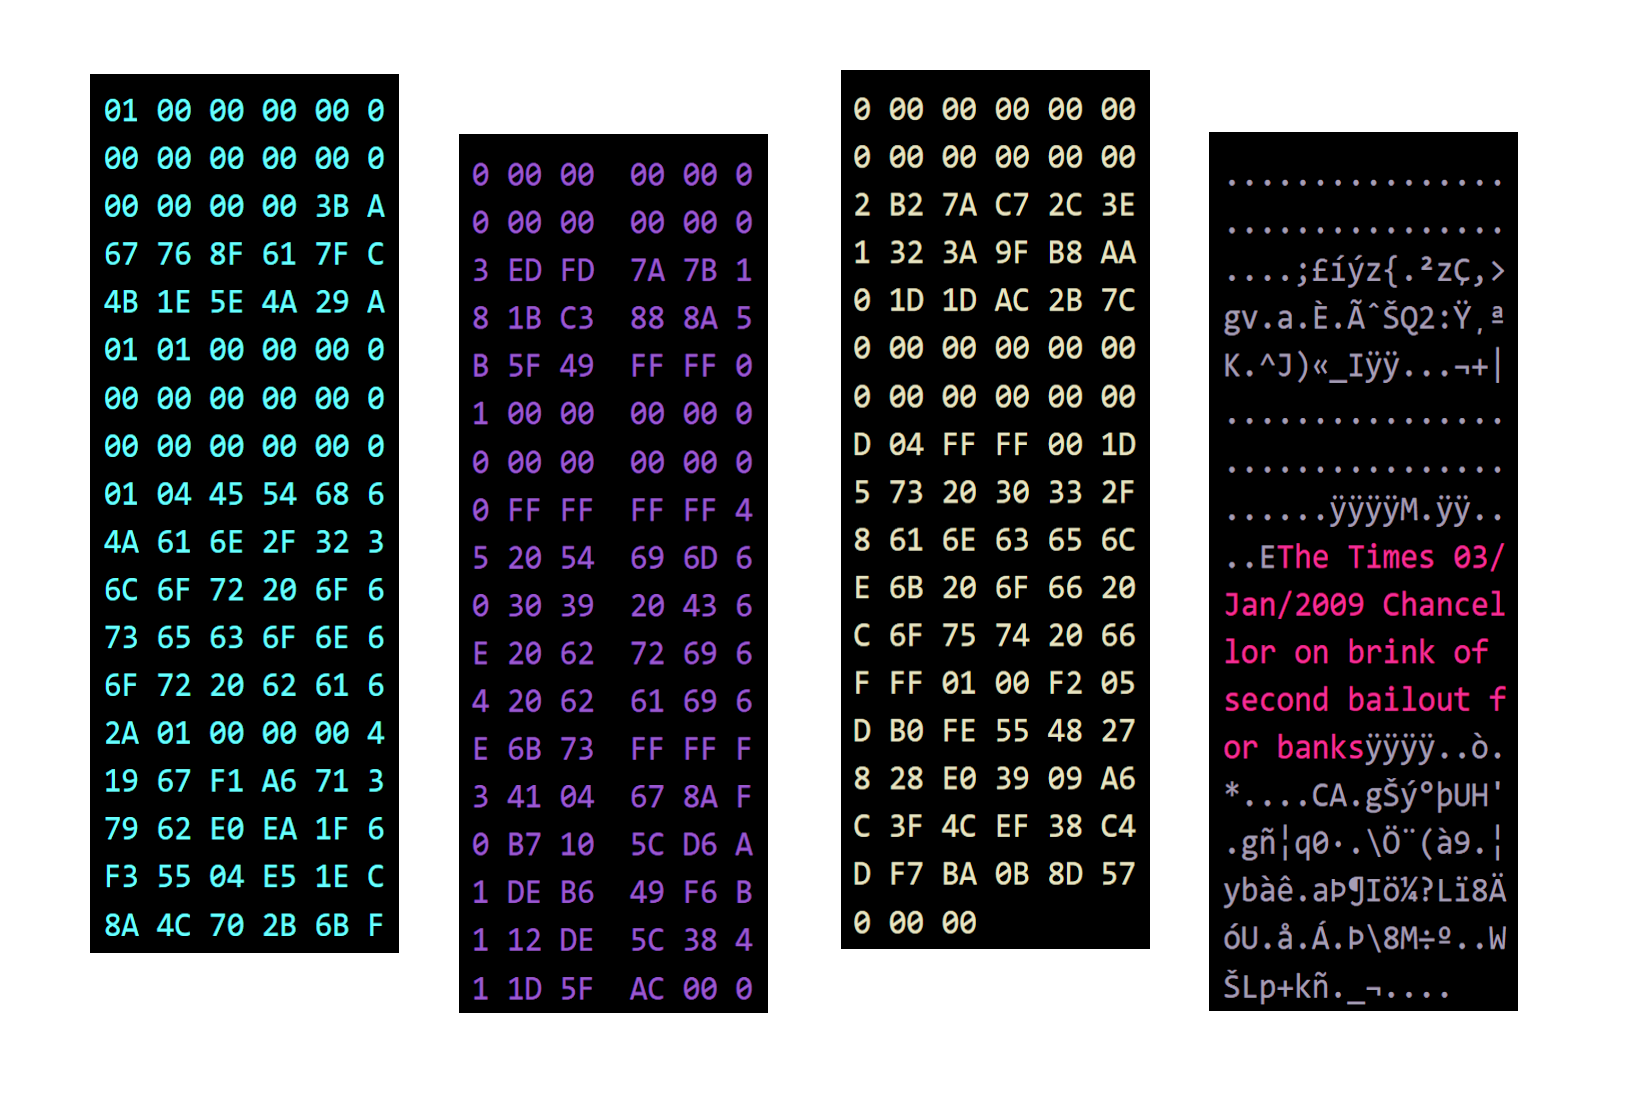 01 00 00 00 00 0
00 00 00 00 00 0
00 00 00 00 3B A
67 76 8F 61 7F C
4B 1E 5E 4A 29 A
01 01 00 00 00 0
00 00 00 00 00 0
00 00 00 00 00 0
01 04 45 54 68 6
4A 61 6E 2F 32 3
6C 6F 72 20 6F 6
73 65 63 6F 6E 6
6F 72 20 62 61 6
2A 01 00 00 00 4
19 67 F1 A6 71 3
79 62 E0 EA 1F 6
F3 55 04 E5 1E C
8A 4C 70 2B 6B F
0 00 00 00 00 0
0 00 00 00 00 0
3 ED FD 7A 7B 1
8 1B C3 88 8A 5
B 5F 49 FF FF 0
1 00 00 00 00 0
0 00 00 00 00 0
0 FF FF FF FF 4
5 20 54 69 6D 6
0 30 39 20 43 6
E 20 62 72 69 6
4 20 62 61 69 6
E 6B 73 FF FF F
3 41 04 67 8A F
0 B7 10 5C D6 A
1 DE B6 49 F6 B
1 12 DE 5C 38 4
1 1D 5F AC 00 0
0 00 00 00 00 00
0 00 00 00 00 00
2 B2 7A C7 2C 3E
1 32 3A 9F B8 AA
0 1D 1D AC 2B 7C
0 00 00 00 00 00
0 00 00 00 00 00
D 04 FF FF 00 1D
5 73 20 30 33 2F
8 61 6E 63 65 6C
E 6B 20 6F 66 20
C 6F 75 74 20 66
F FF 01 00 F2 05
D B0 FE 55 48 27
8 28 E0 39 09 A6
C 3F 4C EF 38 C4
D F7 BA 0B 8D 57
0 00 00
................
................
....;£íýz{.²zÇ,>
gv.a.È.ÃˆŠQ2:Ÿ¸ª
K.^J)«_Iÿÿ...¬+|
................
................
......ÿÿÿÿM.ÿÿ..
..EThe Times 03/
Jan/2009 Chancel
lor on brink of
second bailout f
or banksÿÿÿÿ..ò.
*....CA.gŠý°þUH'
.gñ¦q0·.\Ö¨(à9.¦
ybàê.aÞ¶Iö¼?Lï8Ä
óU.å.Á.Þ\8M÷º..W
ŠLp+kñ._¬....